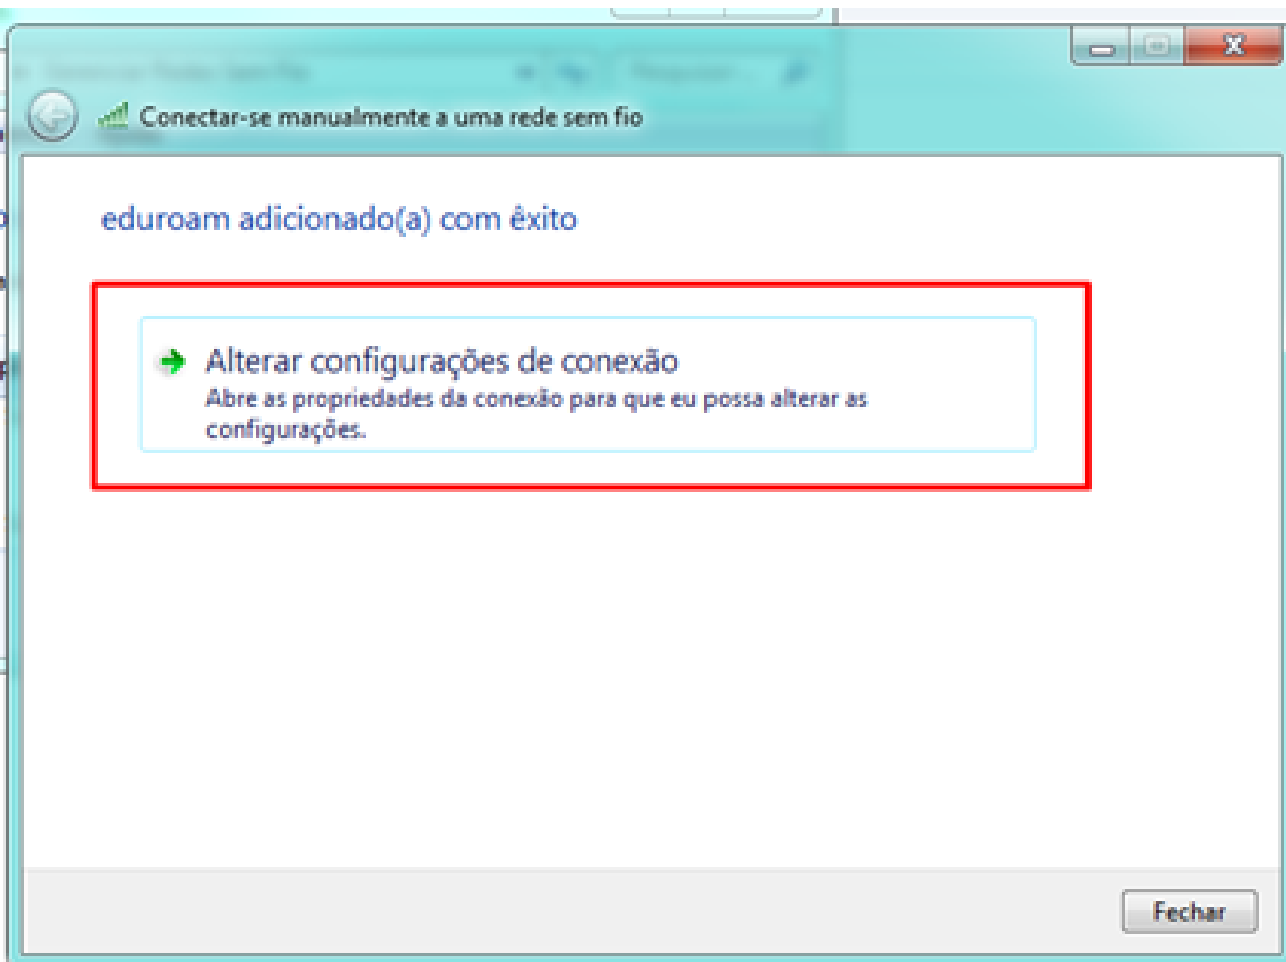 Conectar-se manualmente a uma rede sem fio
eduroam adicionado(a) com êxito
Alterar configurações de conexão
Abre as propriedades da conexão para que eu possa alterar as
configurações.
Fechar